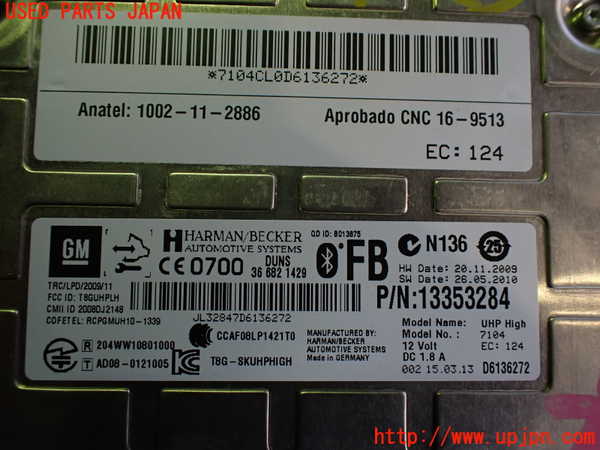 USED PARTS JAPAN
*7104CL0D6136272*
Anatel: 1002-11-2886
Aprobado CNC 16-9513
EC: 124
GM
HARMAN/BECKER
AUTOMOTIVE SYSTEMS
QD ID: B013875
CE 0700
DUNS
36 682 1429
FB
N136
25
HW Date: 20.11.2009
SW Date: 26.05.2010
TRC/LPD/2009/11
FCC ID: T8GUHPLH
CMII ID: 2008DJ2148
COFETEL: RCPGMUH10-1339
JL32847D6136272
P/N:13353284
R 204WW10801000
T AD08-0121005
CCAF08LP1421T0
T8G-SKUHPHIGH
HARMAN/BECKER
AUTOMOTIVE SYSTEMS
Made in GERMANY
Model Name: UHP High
Model No.: 7104
12 Volt EC: 124
DC 1.8 A
002 15.03.13 D6136272
http://www.upjpn.com/